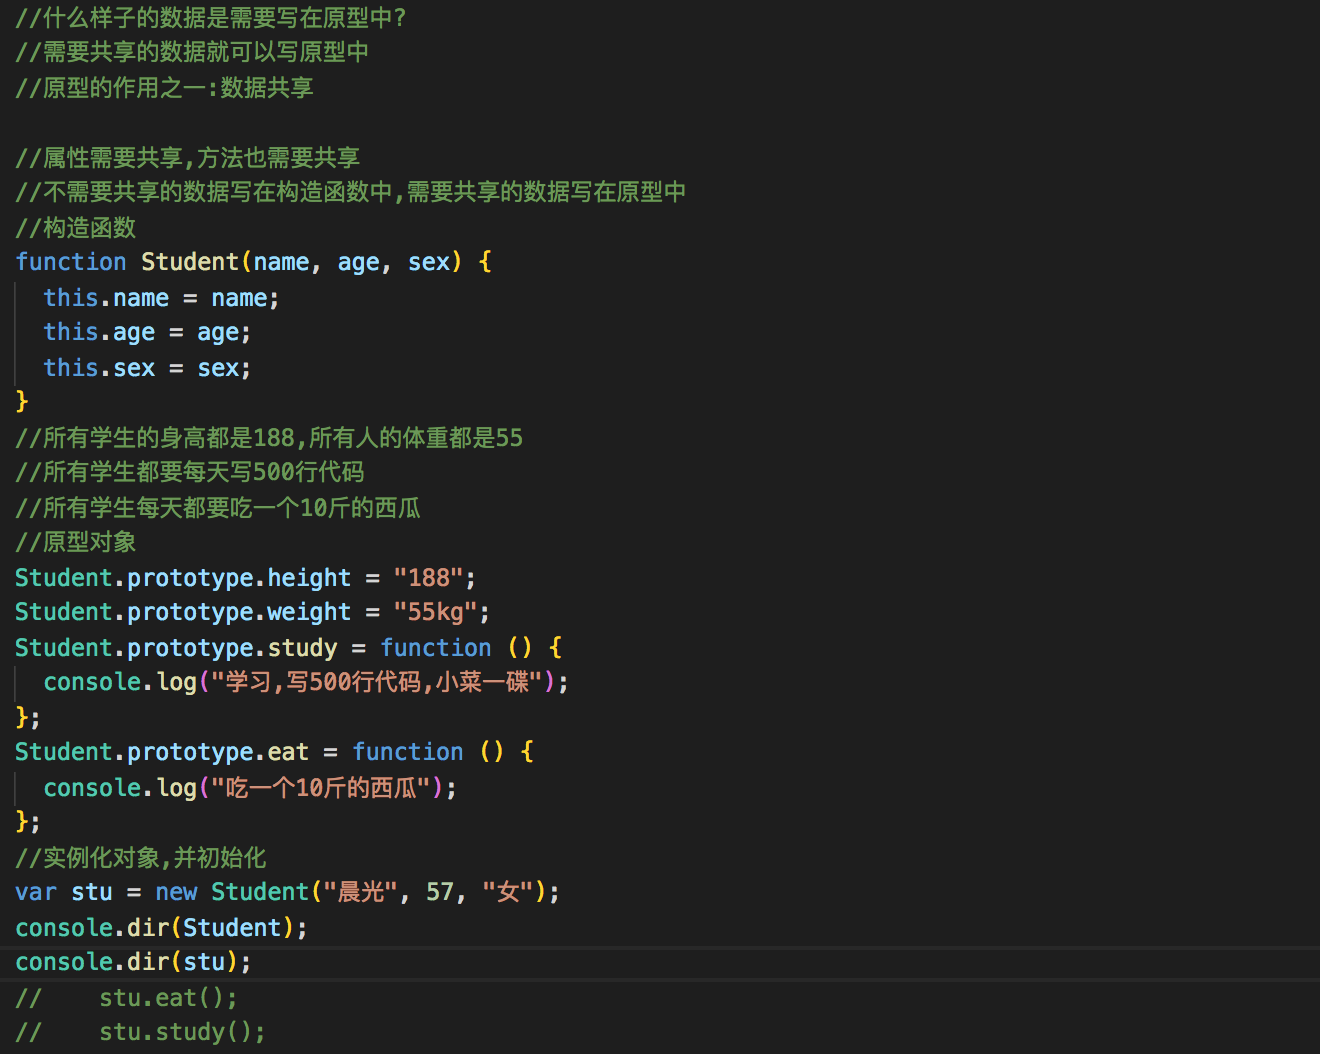 //什么样子的数据是需要写在原型中?
//需要共享的数据就可以写原型中
//原型的作用之一:数据共享
//属性需要共享,方法也需要共享
//不需要共享的数据写在构造函数中,需要共享的数据写在原型中
//构造函数
function Student(name, age, sex) {
  this.name = name;
  this.age = age;
  this.sex = sex;
}
//所有学生的身高都是188,所有人的体重都是55
//所有学生都要每天写500行代码
//所有学生每天都要吃一个10斤的西瓜
//原型对象
Student.prototype.height = "188";
Student.prototype.weight = "55kg";
Student.prototype.study = function () {
  console.log("学习,写500行代码,小菜一碟");
};
Student.prototype.eat = function () {
  console.log("吃一个10斤的西瓜");
};
//实例化对象,并初始化
var stu = new Student("晨光", 57, "女");
console.dir(Student);
console.dir(stu);
//    stu.eat();
//    stu.study();